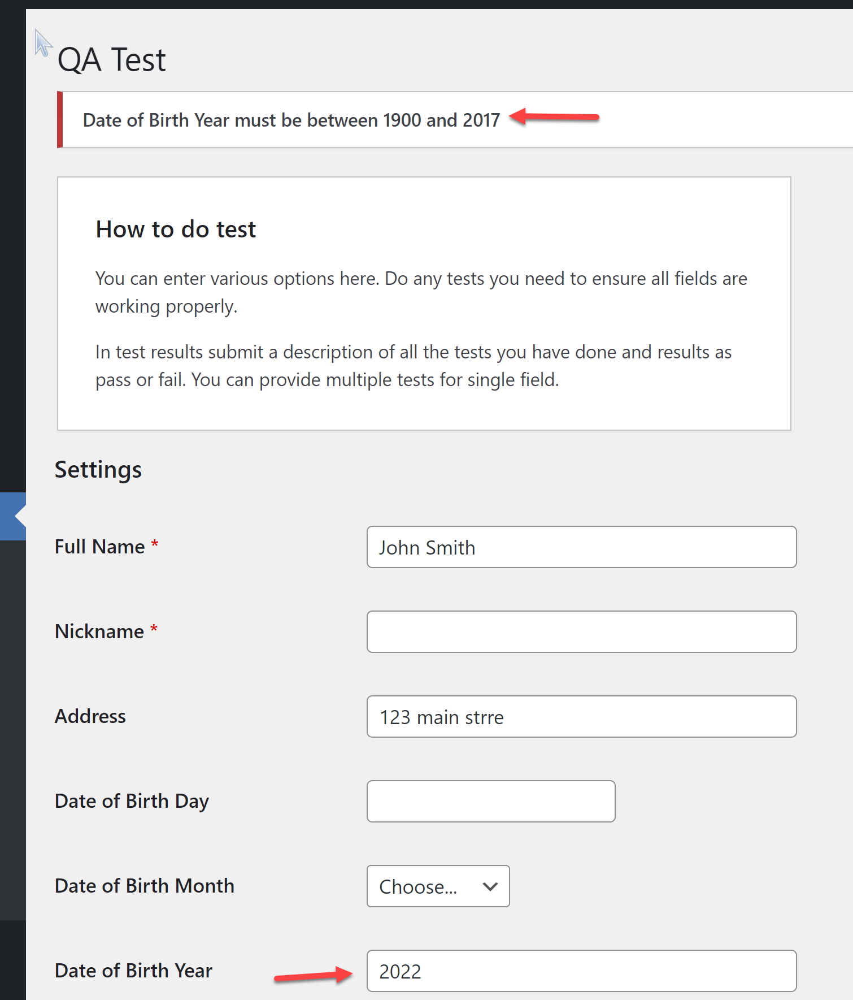 QA Test
Date of Birth Year must be between 1900 and 2017
How to do test
You can enter various options here. Do any tests you need to ensure all fields are
working properly.
In test results submit a description of all the tests you have done and results as
pass or fail. You can provide multiple tests for single field.
Settings
Full Name *
John Smith
Nickname *
Address
123 main strre
Date of Birth Day
Date of Birth Month
Choose...
Date of Birth Year
2022